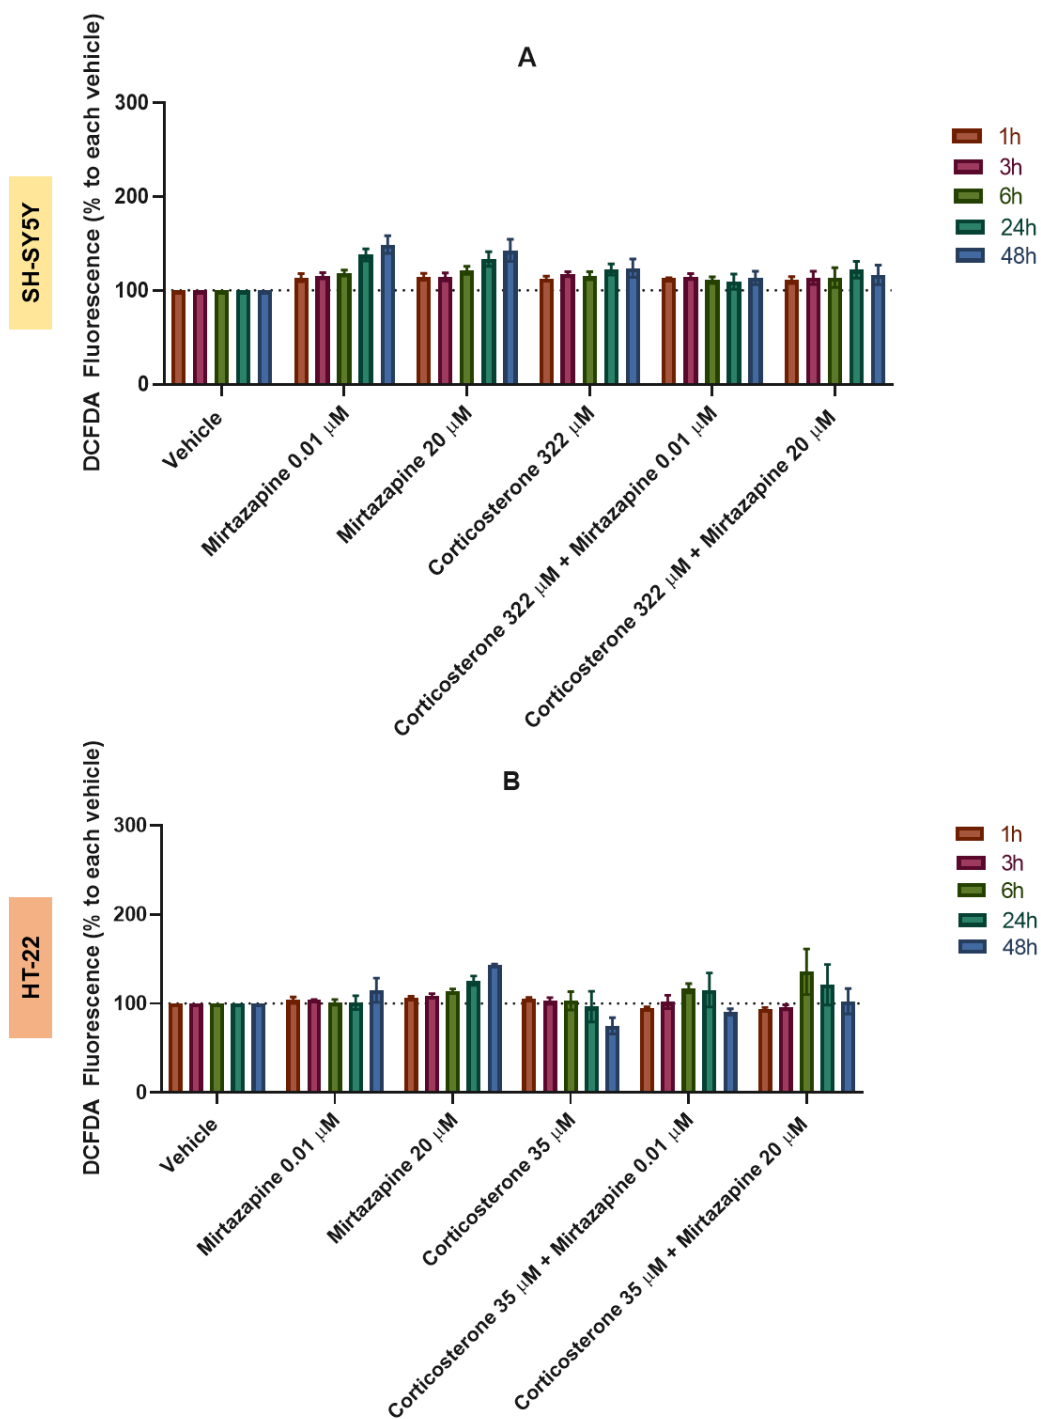 A
DCFDA Fluorescence (% to each vehicle)
SH-SY5Y
300
200
100
0
1h
3h
6h
24h
48h
Vehicle
Mirtazapine 0.01 μM
Mirtazapine 20 μM
Corticosterone 322 μM
Corticosterone 322 μM + Mirtazapine 0.01 μM
Corticosterone 322 μM + Mirtazapine 20 μM
B
DCFDA Fluorescence (% to each vehicle)
HT-22
300
200
100
0
1h
3h
6h
24h
48h
Vehicle
Mirtazapine 0.01 μM
Mirtazapine 20 μM
Corticosterone 35 μM
Corticosterone 35 μM + Mirtazapine 0.01 μM
Corticosterone 35 μM + Mirtazapine 20 μM